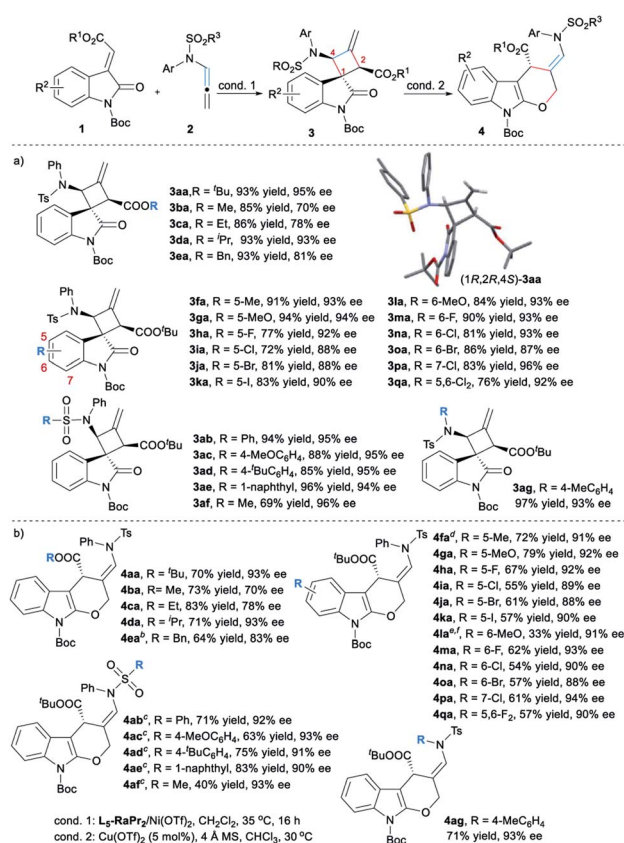 R¹O₂C
R²
O
N
Boc
1
+
SO₂R³
N
Ar
2
cond. 1
Ar
N
SO₂R³
4
2
1
CO₂R¹
R²
O
N
Boc
3
cond. 2
SO₂R³
Ar N
R¹O₂C
R²
N
O
Boc
4
a)
Ph
N
Ts
COOR
O
N
Boc
3aa,R = ᵗBu, 93% yield, 95% ee
3ba, R = Me, 85% yield, 70% ee
3ca, R = Et, 86% yield, 78% ee
3da, R = ⁱPr, 93% yield, 93% ee
3ea, R = Bn, 93% yield, 81% ee
(1R,2R,4S)-3aa
Ph
N
Ts
COOᵗBu
5
R
6
7
O
N
Boc
3fa, R = 5-Me, 91% yield, 93% ee
3ga, R = 5-MeO, 94% yield, 94% ee
3ha, R = 5-F, 77% yield, 92% ee
3ia, R = 5-Cl, 72% yield, 88% ee
3ja, R = 5-Br, 81% yield, 88% ee
3ka, R = 5-I, 83% yield, 90% ee
3la, R = 6-MeO, 84% yield, 93% ee
3ma, R = 6-F, 90% yield, 93% ee
3na, R = 6-Cl, 81% yield, 93% ee
3oa, R = 6-Br, 86% yield, 87% ee
3pa, R = 7-Cl, 83% yield, 96% ee
3qa, R = 5,6-Cl₂, 76% yield, 92% ee
O Ph
R S N
O
COOᵗBu
O
N
Boc
3ab, R = Ph, 94% yield, 95% ee
3ac, R = 4-MeOC₆H₄, 88% yield, 95% ee
3ad, R = 4-ᵗBuC₆H₄, 85% yield, 95% ee
3ae, R = 1-naphthyl, 96% yield, 94% ee
3af, R = Me, 69% yield, 96% ee
R
N
Ts
COOᵗBu
O
N
Boc
3ag, R = 4-MeC₆H₄
97% yield, 93% ee
b)
Ts
Ph N
ROOC
N
O
Boc
4aa, R = ᵗBu, 70% yield, 93% ee
4ba, R= Me, 73% yield, 70% ee
4ca, R = Et, 83% yield, 78% ee
4da, R = ⁱPr, 71% yield, 93% ee
4eaᵇ, R = Bn, 64% yield, 83% ee
Ph N Ts
ᵗBuOOC
R
N
O
Boc
4faᵈ, R = 5-Me, 72% yield, 91% ee
4ga, R = 5-MeO, 79% yield, 92% ee
4ha, R = 5-F, 67% yield, 92% ee
4ia, R = 5-Cl, 55% yield, 89% ee
4ja, R = 5-Br, 61% yield, 88% ee
4ka, R = 5-I, 57% yield, 90% ee
4laᵉ,ᶠ, R = 6-MeO, 33% yield, 91% ee
4ma, R = 6-F, 62% yield, 93% ee
4na, R = 6-Cl, 54% yield, 90% ee
4oa, R = 6-Br, 57% yield, 88% ee
4pa, R = 7-Cl, 61% yield, 94% ee
4qa, R = 5,6-F₂, 57% yield, 90% ee
R
O
Ph N S O
ᵗBuOOC
N
O
Boc
4abᶜ, R = Ph, 71% yield, 92% ee
4acᶜ, R = 4-MeOC₆H₄, 63% yield, 93% ee
4adᶜ, R = 4-ᵗBuC₆H₄, 75% yield, 91% ee
4aeᶜ, R = 1-naphthyl, 83% yield, 90% ee
4afᶜ, R = Me, 40% yield, 93% ee
R N Ts
ᵗBuOOC
N
O
Boc
4ag, R = 4-MeC₆H₄
71% yield, 93% ee
cond. 1: L₅-RaPr₂/Ni(OTf)₂, CH₂Cl₂, 35 °C, 16 h
cond. 2: Cu(OTf)₂ (5 mol%), 4 Å MS, CHCl₃, 30 °C